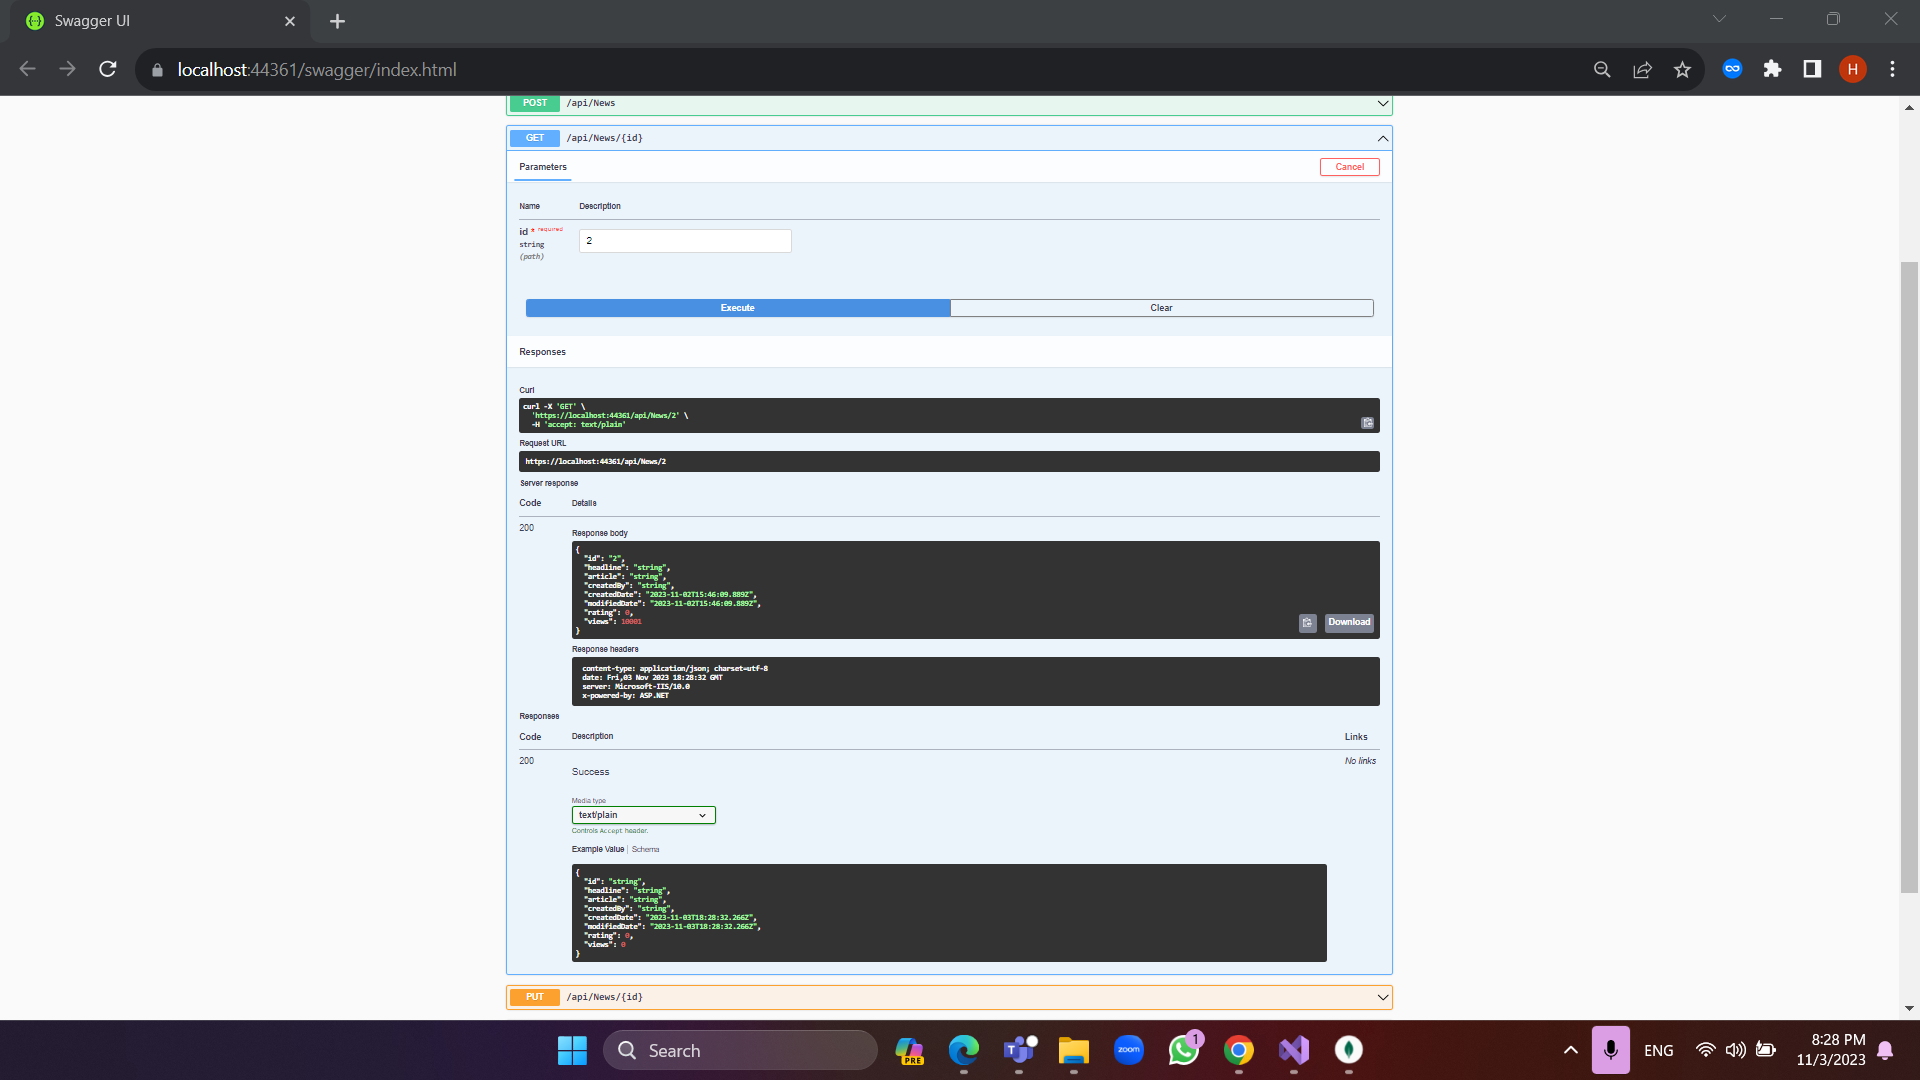 Swagger UI
localhost:44361/swagger/index.html
H
POST /api/News
GET /api/News/{id}
Parameters
Cancel
Name Description
id * required
string
(path)
2
Execute
Clear
Responses
Curl
curl -X 'GET' \
'https://localhost:44361/api/News/2' \
-H 'accept: text/plain'
Request URL
https://localhost:44361/api/News/2
Server response
Code Details
200
Response body
{
"id": "2",
"headline": "string",
"article": "string",
"createdBy": "string",
"createdDate": "2023-11-02T15:46:09.889Z",
"modifiedDate": "2023-11-02T15:46:09.889Z",
"rating": 0,
"views": 10001
}
Download
Response headers
content-type: application/json; charset=utf-8
date: Fri,03 Nov 2023 18:28:32 GMT
server: Microsoft-IIS/10.0
x-powered-by: ASP.NET
Responses
Code Description Links
200
Success
No links
Media type
text/plain
Controls Accept header.
Example Value | Schema
{
"id": "string",
"headline": "string",
"article": "string",
"createdBy": "string",
"createdDate": "2023-11-03T18:28:32.266Z",
"modifiedDate": "2023-11-03T18:28:32.266Z",
"rating": 0,
"views": 0
}
PUT /api/News/{id}
Search
PRE
zoom
1
ENG
8:28 PM
11/3/2023